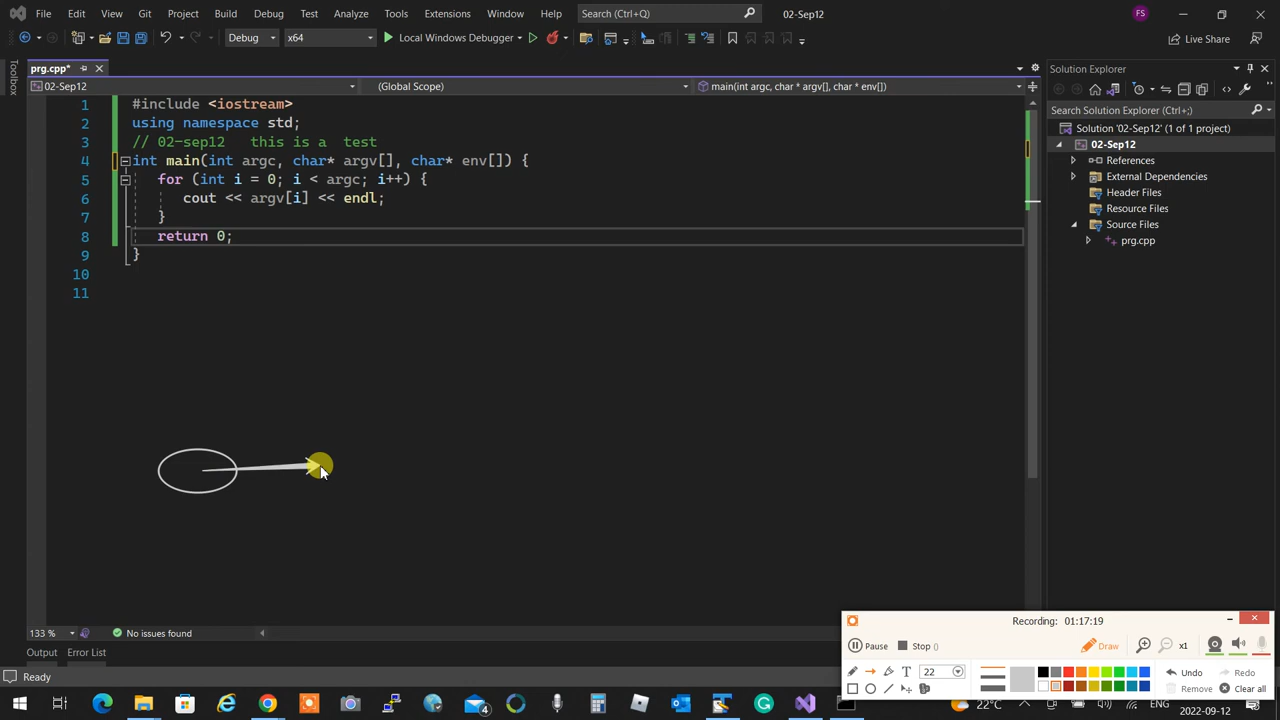 File Edit View Git Project Build Debug Test Analyze Tools Extensions Window Help Search (Ctrl+Q) 02-Sep12 FS
Debug x64 Local Windows Debugger Live Share
Toolbox
prg.cpp*
02-Sep12 (Global Scope) main(int argc, char * argv[], char * env[])
1 #include <iostream>
2 using namespace std;
3 // 02-sep12 this is a test
4 int main(int argc, char* argv[], char* env[]) {
5 for (int i = 0; i < argc; i++) {
6 cout << argv[i] << endl;
7 }
8 return 0;
9 }
10
11
Solution Explorer
Search Solution Explorer (Ctrl+;)
Solution '02-Sep12' (1 of 1 project)
02-Sep12
References
External Dependencies
Header Files
Resource Files
Source Files
prg.cpp
133 % No issues found
Output Error List
Ready
Recording: 01:17:19
Pause Stop () Draw x1
T 22 Undo Redo
Remove Clear all
4 22°C ENG 2022-09-12